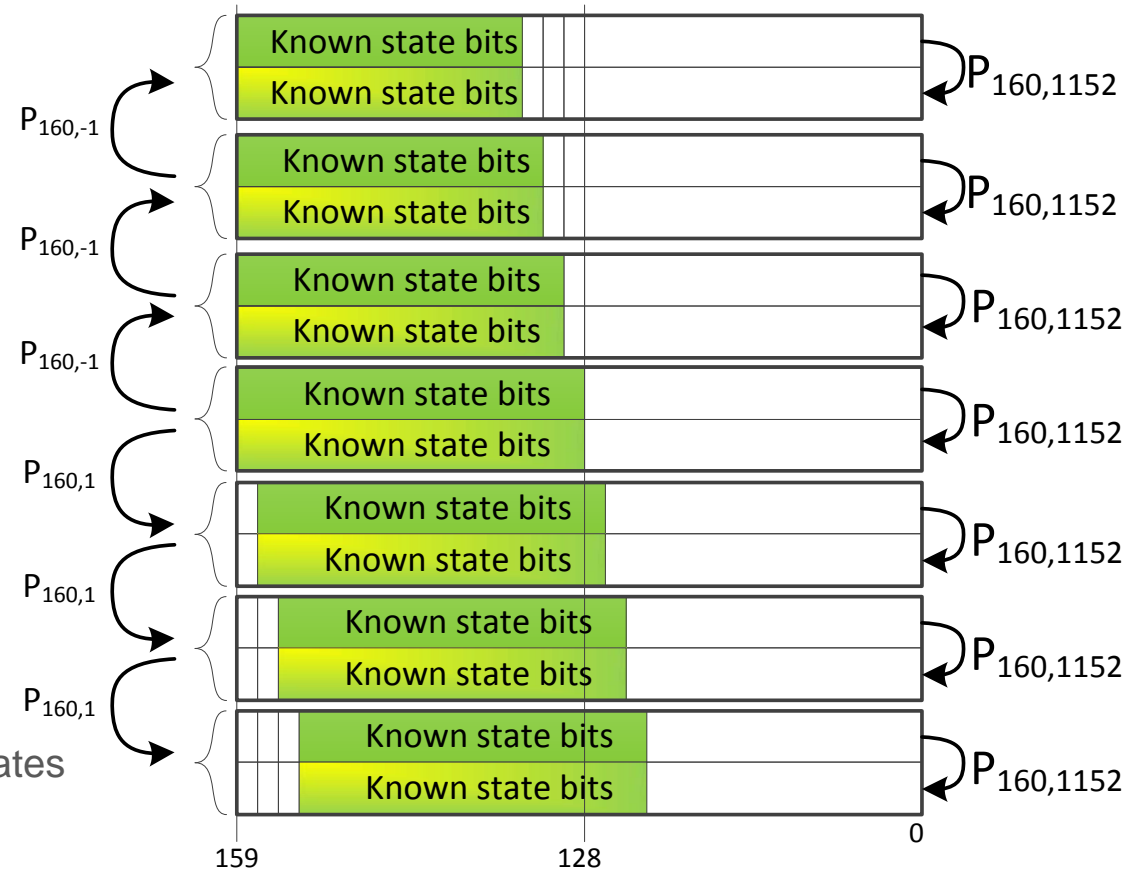 Known state bits
Known state bits
P160,1152
P160,-1
Known state bits
Known state bits
P160,1152
P160,-1
Known state bits
Known state bits
P160,1152
P160,-1
Known state bits
Known state bits
P160,1152
P160,1
Known state bits
Known state bits
P160,1152
P160,1
Known state bits
Known state bits
P160,1152
P160,1
Known state bits
Known state bits
P160,1152
ates
159
128
0